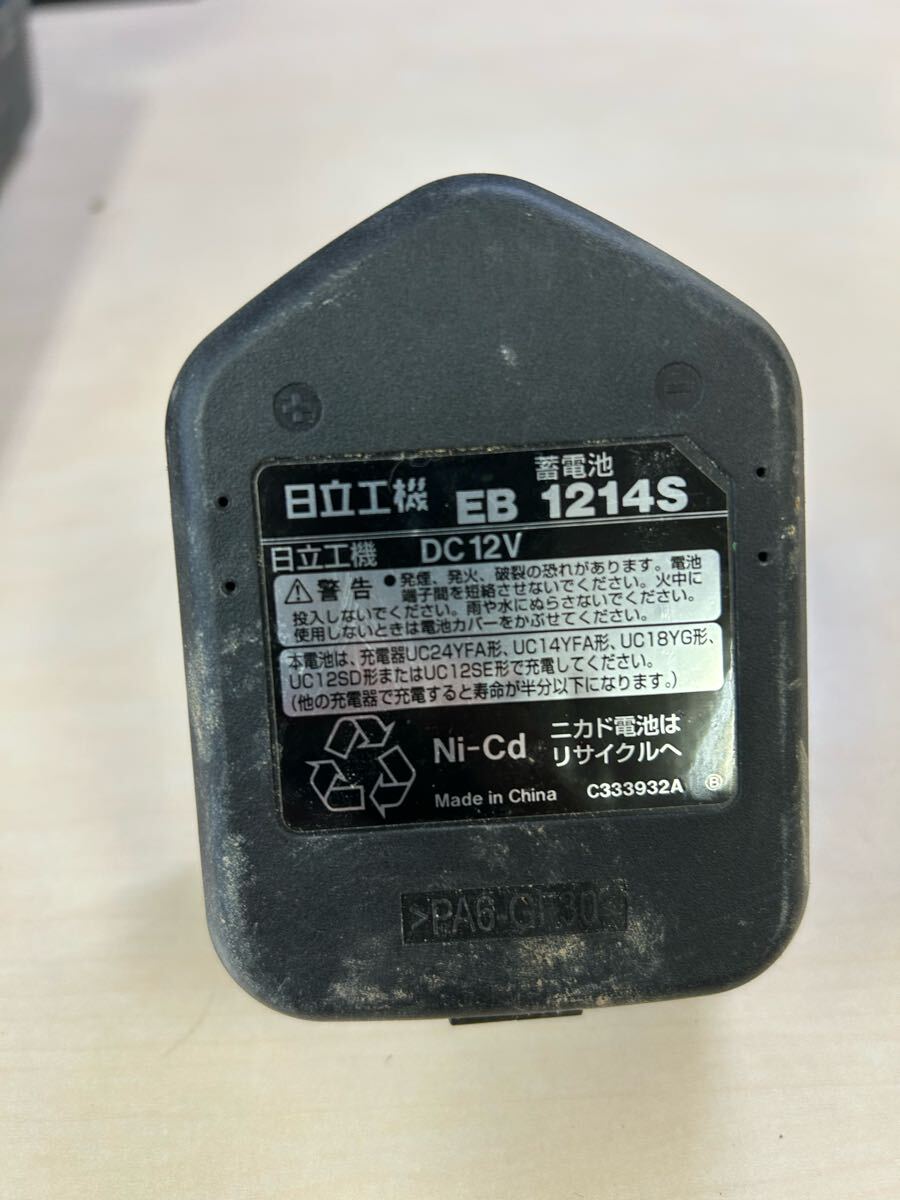 蓄電池
日立工機 EB 1214S
日立工機 DC12V
⚠警告 ●発煙、発火、破裂の恐れがあります。電池
端子間を短絡させないでください。火中に
投入しないでください。雨や水にぬらさないでください。
使用しないときは電池カバーをかぶせてください。
本電池は、充電器UC24YFA形、UC14YFA形、UC18YG形、
UC12SD形またはUC12SE形で充電してください。
(他の充電器で充電すると寿命が半分以下になります。)
Ni-Cd ニカド電池は
リサイクルへ
Made in China C333932A Ⓑ
>PA6-GF30<